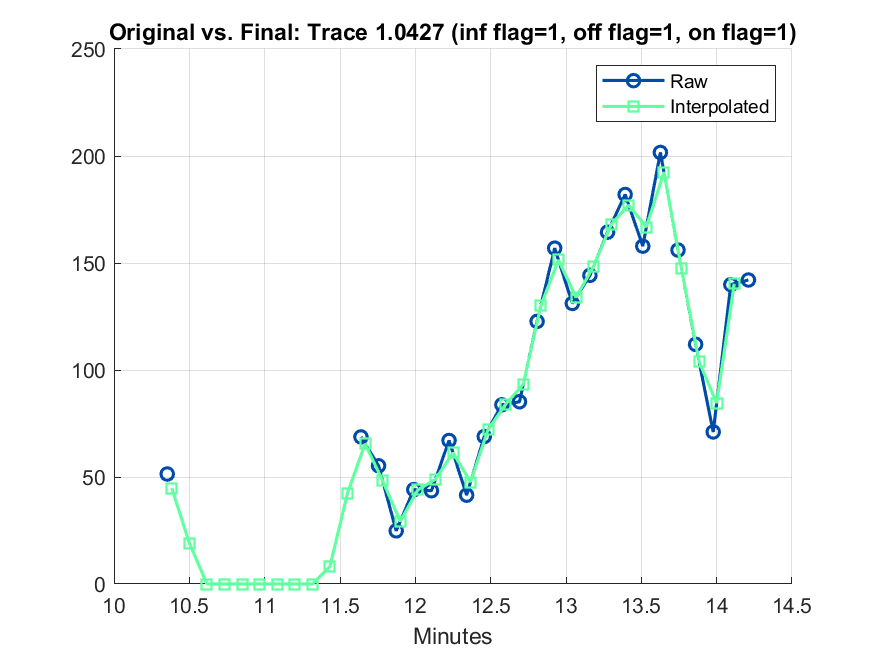 Original vs. Final: Trace 1.0427 (inf flag=1, off flag=1, on flag=1)
250
200
150
100
50
0
Raw
Interpolated
10 10.5 11 11.5 12 12.5 13 13.5 14 14.5
Minutes